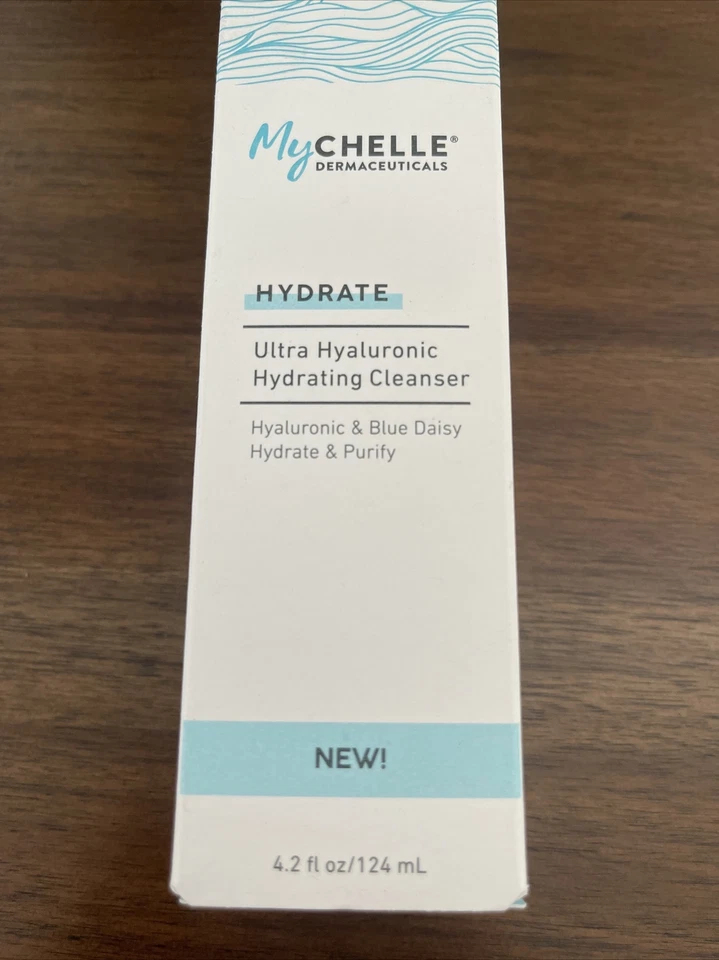 MyCHELLE®
DERMACEUTICALS
HYDRATE
Ultra Hyaluronic
Hydrating Cleanser
Hyaluronic & Blue Daisy
Hydrate & Purify
NEW!
4.2 fl oz/124 mL